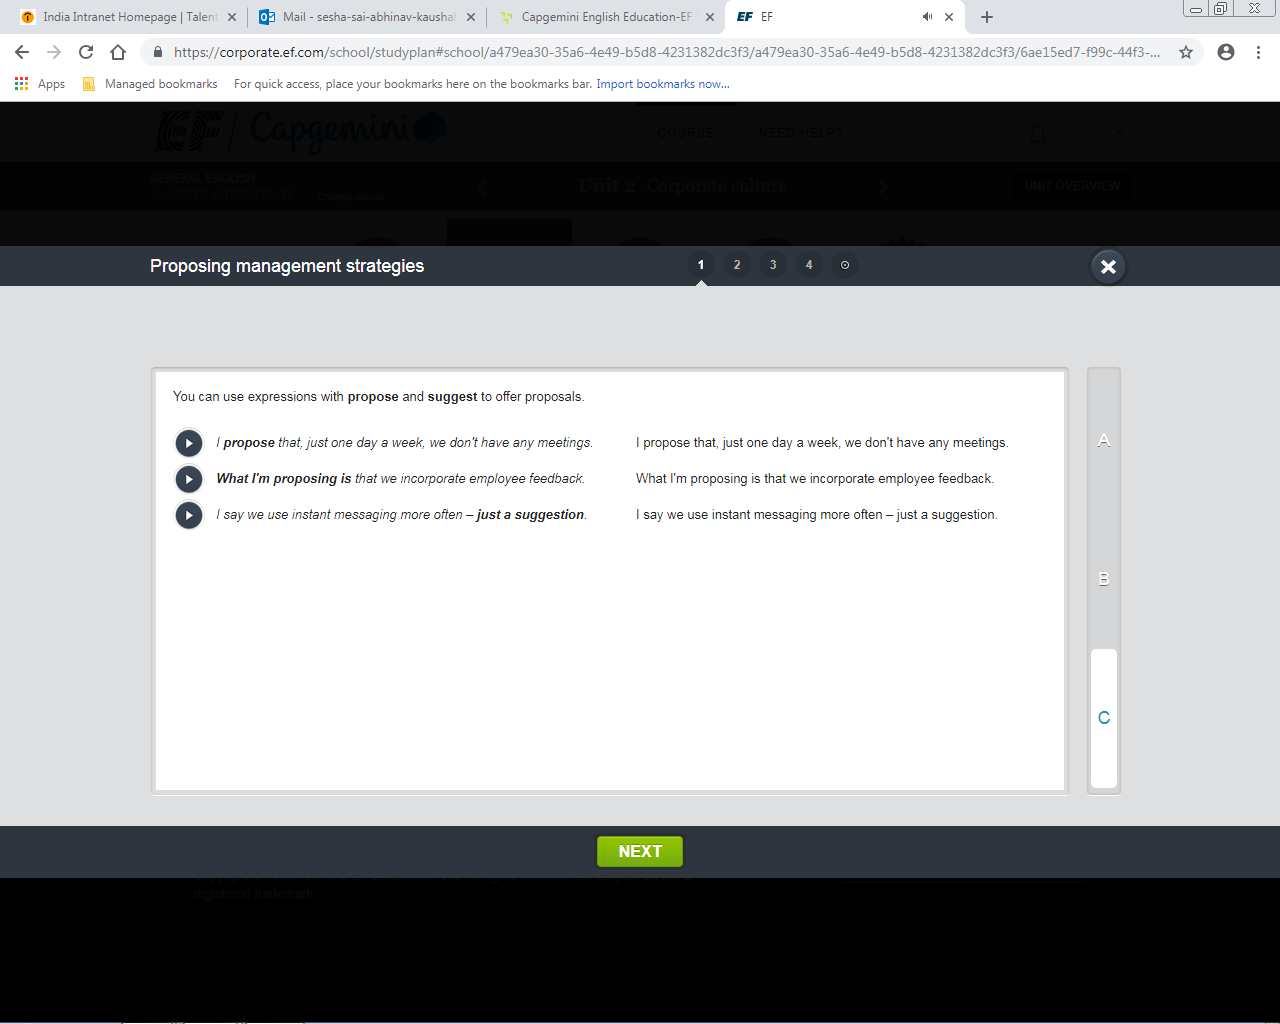 India Intranet Homepage | Talent
Mail - sesha-sai-abhinav-kaushal
Capgemini English Education-EF
EF EF
https://corporate.ef.com/school/studyplan#school/a479ea30-35a6-4e49-b5d8-4231382dc3f3/a479ea30-35a6-4e49-b5d8-4231382dc3f3/6ae15ed7-f99c-44f3-...
Apps Managed bookmarks For quick access, place your bookmarks here on the bookmarks bar. Import bookmarks now...
EF Capgemini COURSE NEED HELP?
GENERAL ENGLISH
Unit 2 Corporate culture UNIT OVERVIEW
Change course
Proposing management strategies 1 2 3 4
You can use expressions with propose and suggest to offer proposals.
I propose that, just one day a week, we don't have any meetings. I propose that, just one day a week, we don't have any meetings.
What I'm proposing is that we incorporate employee feedback. What I'm proposing is that we incorporate employee feedback.
I say we use instant messaging more often – just a suggestion. I say we use instant messaging more often – just a suggestion.
A
B
C
NEXT
registered trademark